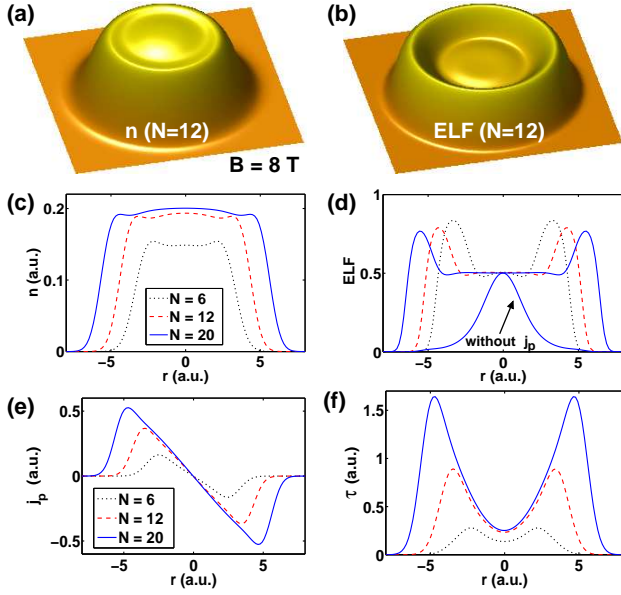 (a)
n (N=12)
B = 8 T
(b)
ELF (N=12)
(c)
0.2
0.1
0
n (a.u.)
N = 6
N = 12
N = 20
−5 0 5
r (a.u.)
(d)
1
0.5
0
ELF
without jp
−5 0 5
r (a.u.)
(e)
0.5
0
−0.5
jp (a.u.)
N = 6
N = 12
N = 20
−5 0 5
r (a.u.)
(f)
1.5
1
0.5
0
τ (a.u.)
−5 0 5
r (a.u.)